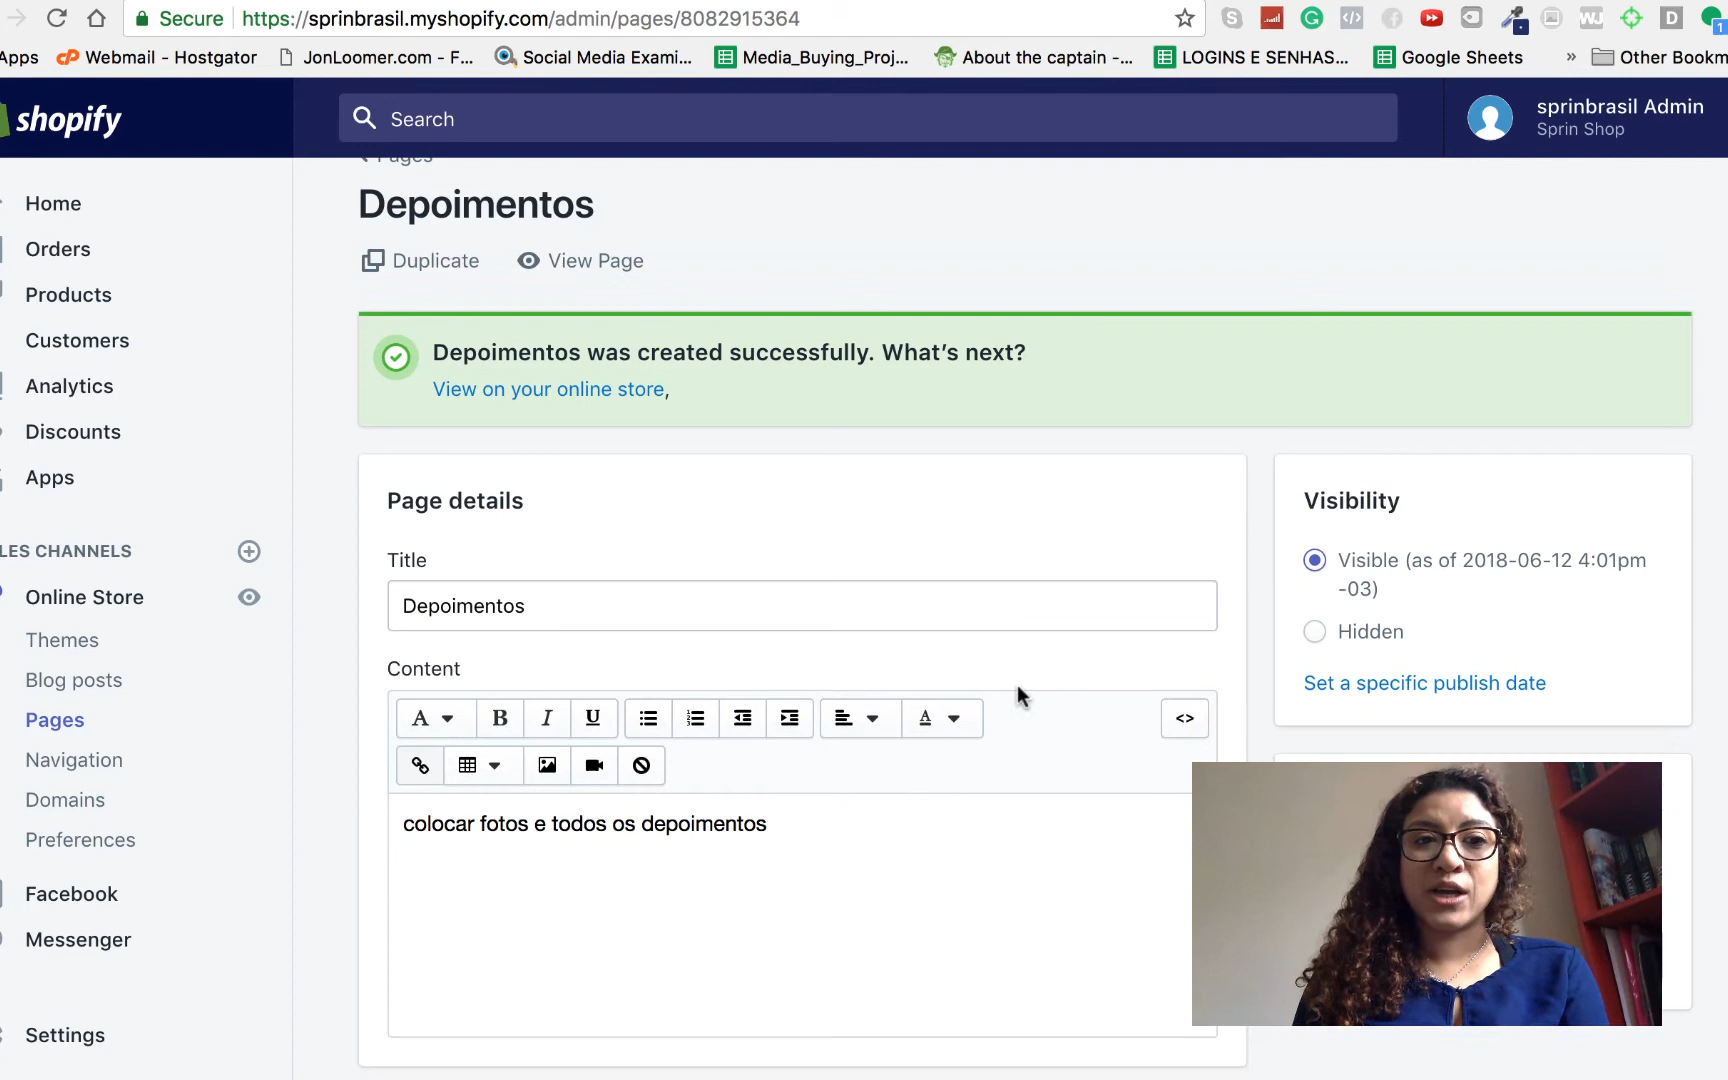 Secure https://sprinbrasil.myshopify.com/admin/pages/8082915364
Apps Webmail - Hostgator JonLoomer.com - F... Social Media Exami... Media_Buying_Proj... About the captain -... LOGINS E SENHAS... Google Sheets » Other Bookm
shopify
Search
sprinbrasil Admin
Sprin Shop
Pages
Depoimentos
Duplicate View Page
Home
Orders
Products
Customers
Analytics
Discounts
Apps
LES CHANNELS
Online Store
Themes
Blog posts
Pages
Navigation
Domains
Preferences
Facebook
Messenger
Settings
Depoimentos was created successfully. What's next?
View on your online store,
Page details
Title
Depoimentos
Content
A B I U A <>
colocar fotos e todos os depoimentos
Visibility
Visible (as of 2018-06-12 4:01pm
-03)
Hidden
Set a specific publish date